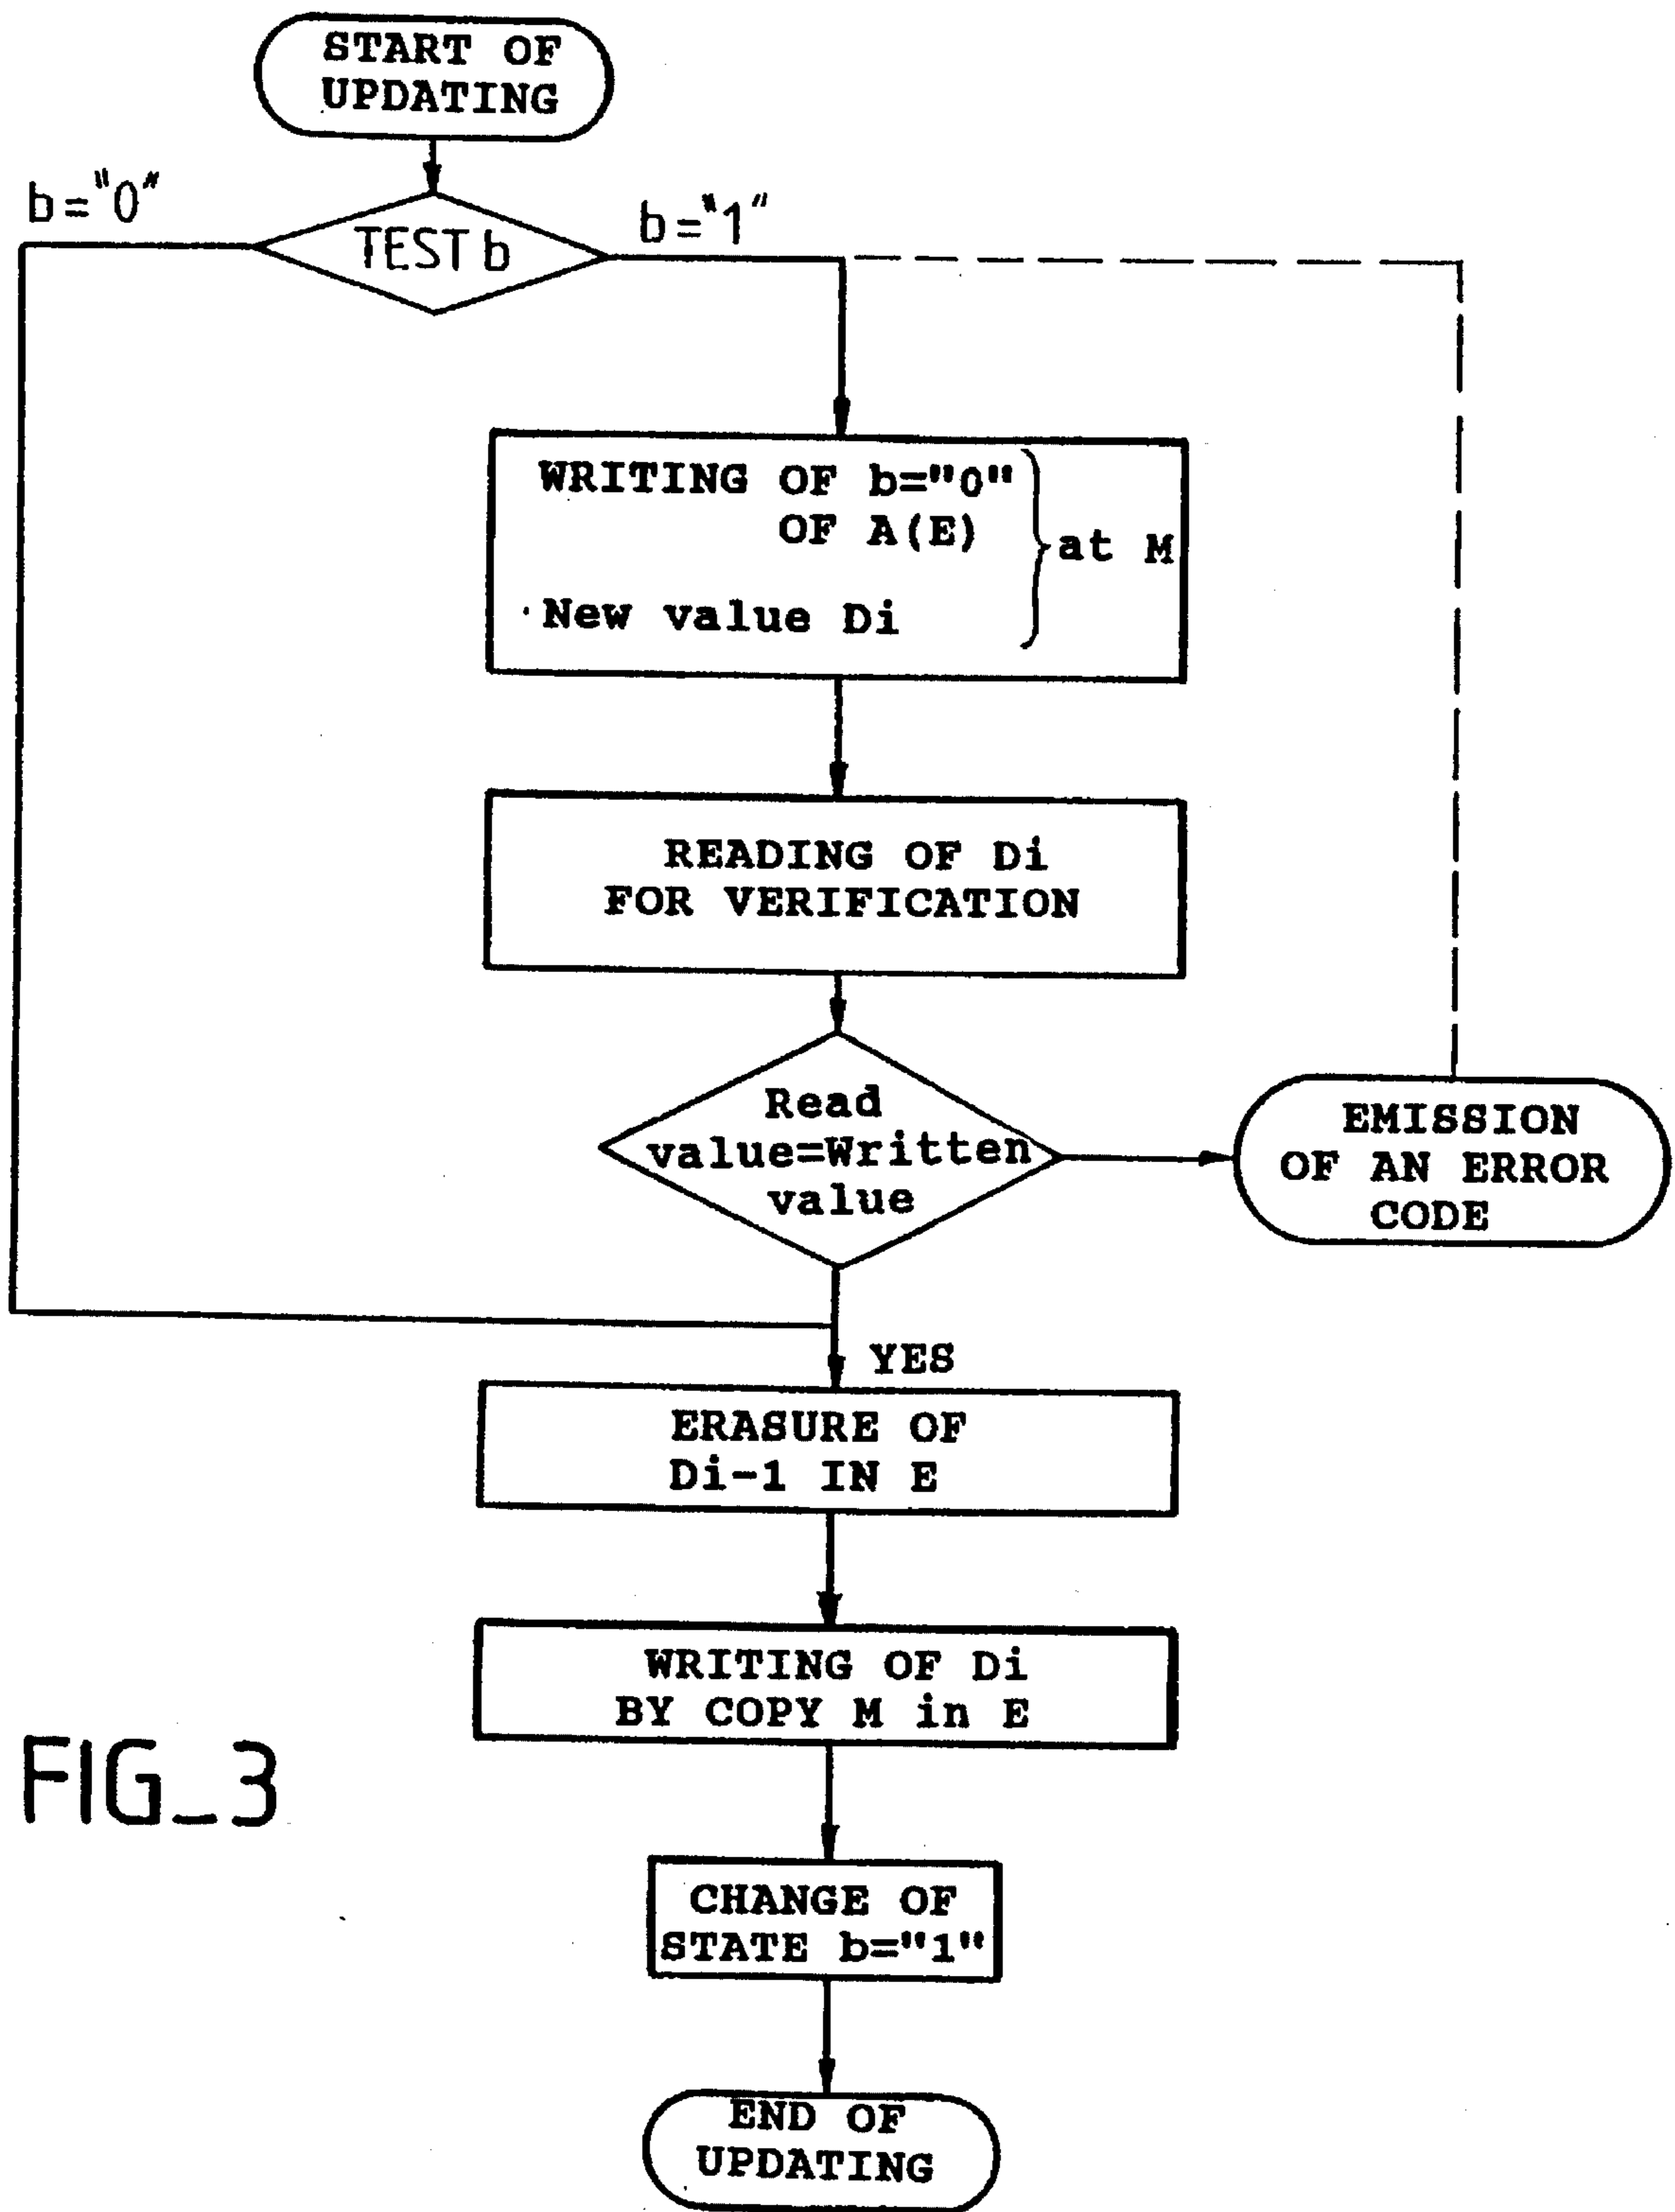 START OF
UPDATING
b="0"
TEST b
b="1"
WRITING OF b="0"
OF A(E)
at M
New value Di
READING OF Di
FOR VERIFICATION
Read
value=Written
value
EMISSION
OF AN ERROR
CODE
YES
ERASURE OF
Di-1 IN E
WRITING OF Di
BY COPY M in E
FIG_3
CHANGE OF
STATE b="1"
END OF
UPDATING